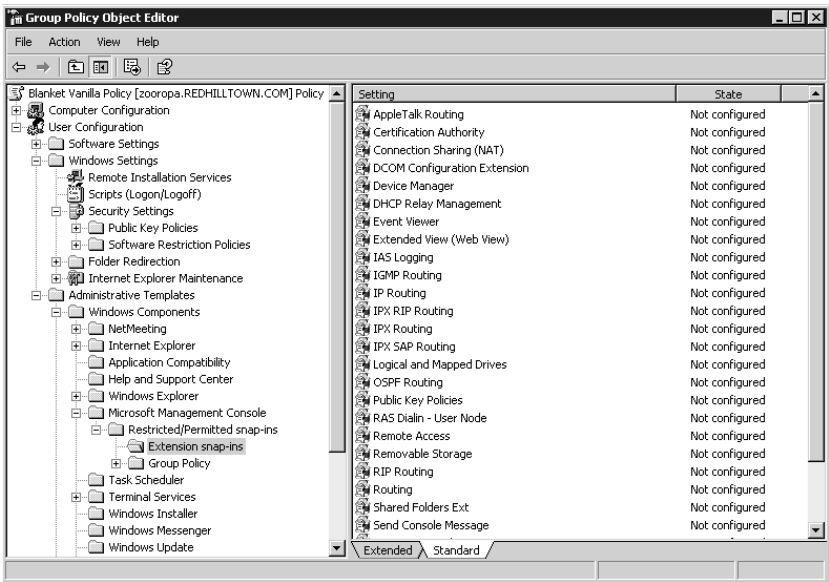 Group Policy Object Editor
File Action View Help
Blanket Vanilla Policy [zooropa.REDHILLTOWN.COM] Policy
Computer Configuration
User Configuration
Software Settings
Windows Settings
Remote Installation Services
Scripts (Logon/Logoff)
Security Settings
Public Key Policies
Software Restriction Policies
Folder Redirection
Internet Explorer Maintenance
Administrative Templates
Windows Components
NetMeeting
Internet Explorer
Application Compatibility
Help and Support Center
Windows Explorer
Microsoft Management Console
Restricted/Permitted snap-ins
Extension snap-ins
Group Policy
Task Scheduler
Terminal Services
Windows Installer
Windows Messenger
Windows Update
Setting State
AppleTalk Routing Not configured
Certification Authority Not configured
Connection Sharing (NAT) Not configured
DCOM Configuration Extension Not configured
Device Manager Not configured
DHCP Relay Management Not configured
Event Viewer Not configured
Extended View (Web View) Not configured
IAS Logging Not configured
IGMP Routing Not configured
IP Routing Not configured
IPX RIP Routing Not configured
IPX Routing Not configured
IPX SAP Routing Not configured
Logical and Mapped Drives Not configured
OSPF Routing Not configured
Public Key Policies Not configured
RAS Dialin - User Node Not configured
Remote Access Not configured
Removable Storage Not configured
RIP Routing Not configured
Routing Not configured
Shared Folders Ext Not configured
Send Console Message Not configured
Extended Standard